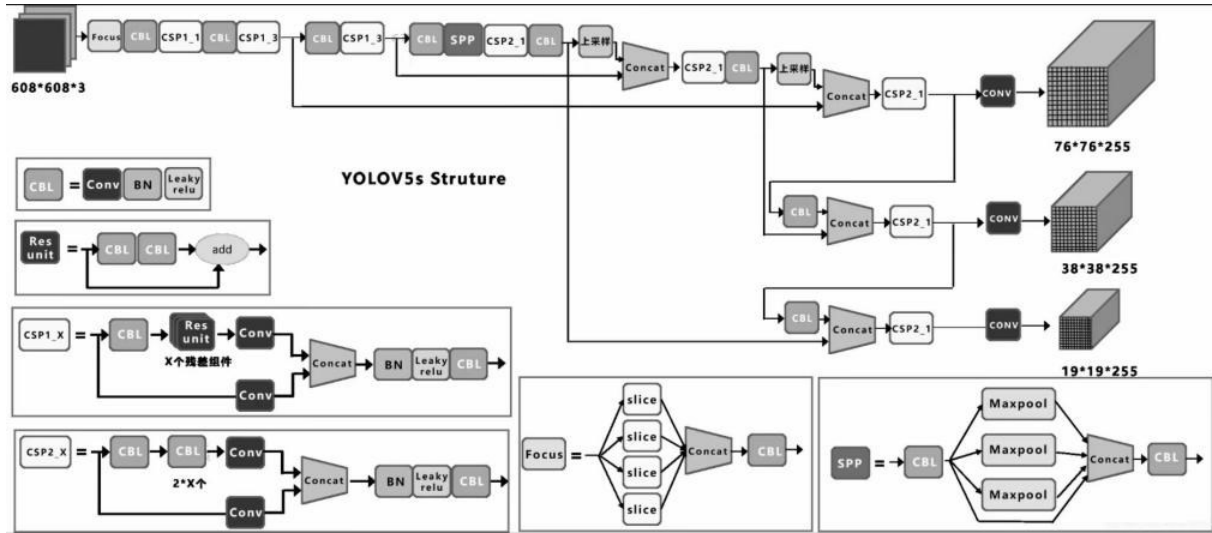 Focus CBL CSP1_1 CBL CSP1_3 CBL CSP1_3 CBL SPP CSP2_1 CBL 上采样
Concat CSP2_1 CBL 上采样
Concat CSP2_1 CONV
608*608*3
76*76*255
YOLOV5s Struture
CBL = Conv BN Leaky relu
CBL Concat CSP2_1 CONV
38*38*255
Res unit = CBL CBL add
CBL Concat CSP2_1 CONV
19*19*255
CSP1_X = CBL Res unit Conv
X个残差组件
Concat BN Leaky relu CBL
Conv
CSP2_X = CBL CBL Conv
2*X个
Concat BN Leaky relu CBL
Conv
Focus = slice
slice
slice
slice
Concat CBL
SPP = CBL Maxpool
Maxpool
Maxpool
Concat CBL